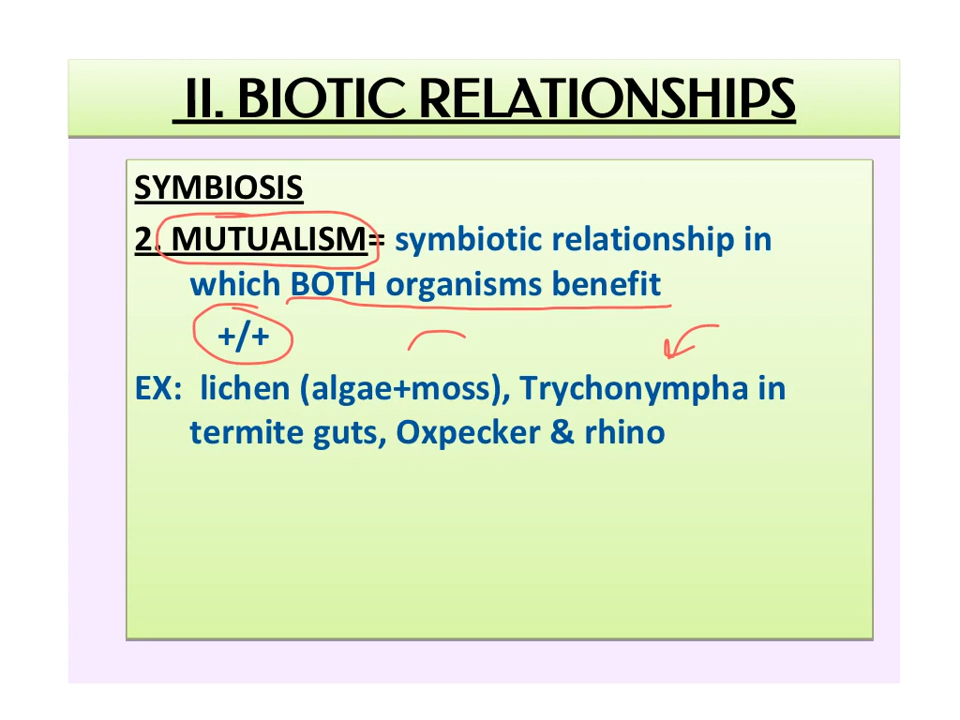 II. BIOTIC RELATIONSHIPS
SYMBIOSIS
2. MUTUALISM= symbiotic relationship in
which BOTH organisms benefit
+/+
EX: lichen (algae+moss), Trychonympha in
termite guts, Oxpecker & rhino